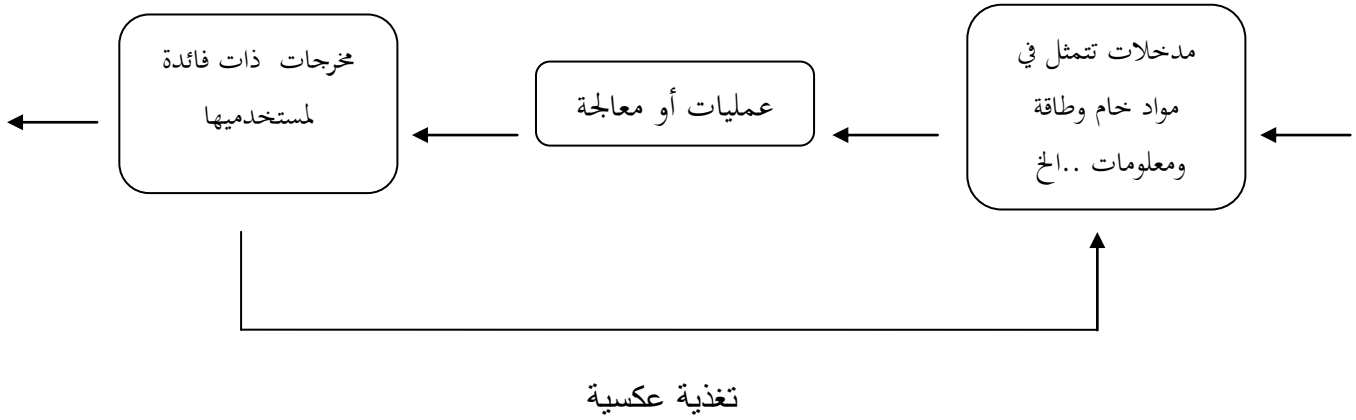 مدخلات تتمثل في
مواد خام وطاقة
ومعلومات ..الخ
عمليات أو معالجة
مخرجات ذات فائدة
لمستخدميها
تغذية عكسية